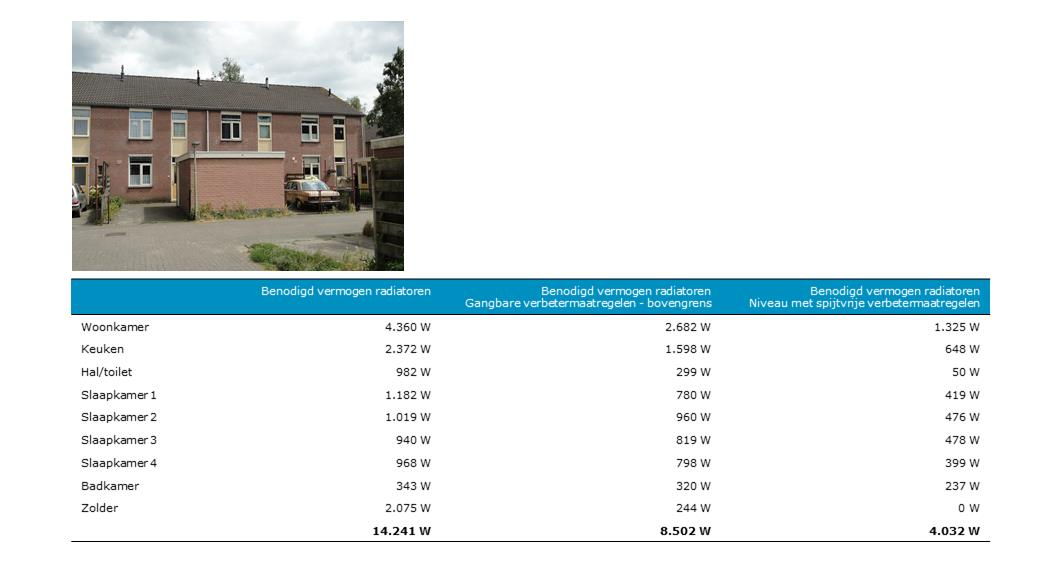 Benodigd vermogen radiatoren Benodigd vermogen radiatoren Benodigd vermogen radiatoren
Gangbare verbetermaatregelen - bovengrens Niveau met spijtvrije verbetermaatregelen
Woonkamer 4.360 W 2.682 W 1.325 W
Keuken 2.372 W 1.598 W 648 W
Hal/toilet 982 W 299 W 50 W
Slaapkamer 1 1.182 W 780 W 419 W
Slaapkamer 2 1.019 W 960 W 476 W
Slaapkamer 3 940 W 819 W 478 W
Slaapkamer 4 968 W 798 W 399 W
Badkamer 343 W 320 W 237 W
Zolder 2.075 W 244 W 0 W
14.241 W 8.502 W 4.032 W